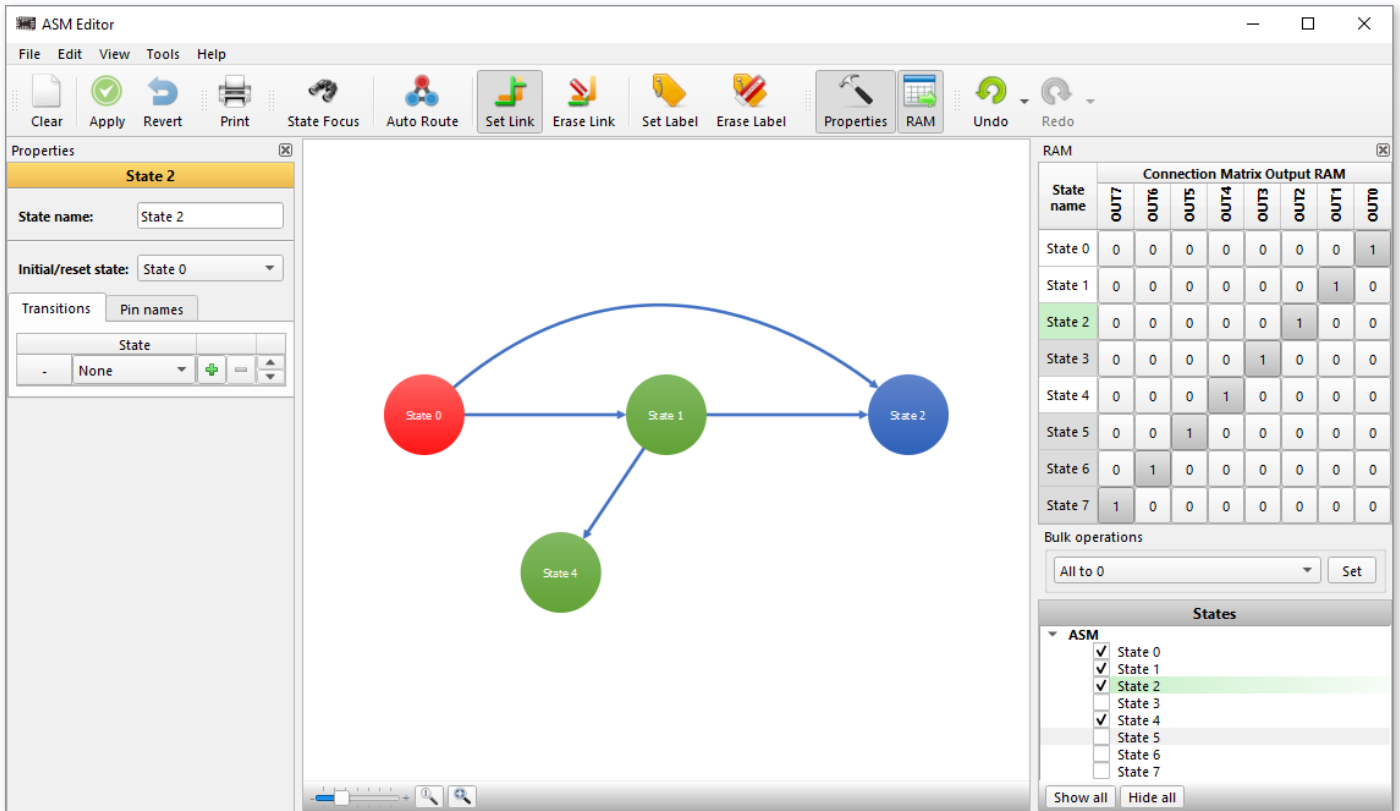 ASM Editor
File Edit View Tools Help
Clear Apply Revert Print State Focus Auto Route Set Link Erase Link Set Label Erase Label Properties RAM Undo Redo
Properties
State 2
State name: State 2
Initial/reset state: State 0
Transitions Pin names
State
- None
State 0
State 1
State 2
State 4
- +
RAM
State name
Connection Matrix Output RAM
OUT7 OUT6 OUT5 OUT4 OUT3 OUT2 OUT1 OUT0
State 0 0 0 0 0 0 0 0 1
State 1 0 0 0 0 0 0 1 0
State 2 0 0 0 0 0 1 0 0
State 3 0 0 0 0 1 0 0 0
State 4 0 0 0 1 0 0 0 0
State 5 0 0 1 0 0 0 0 0
State 6 0 1 0 0 0 0 0 0
State 7 1 0 0 0 0 0 0 0
Bulk operations
All to 0 Set
States
ASM
State 0
State 1
State 2
State 3
State 4
State 5
State 6
State 7
Show all Hide all